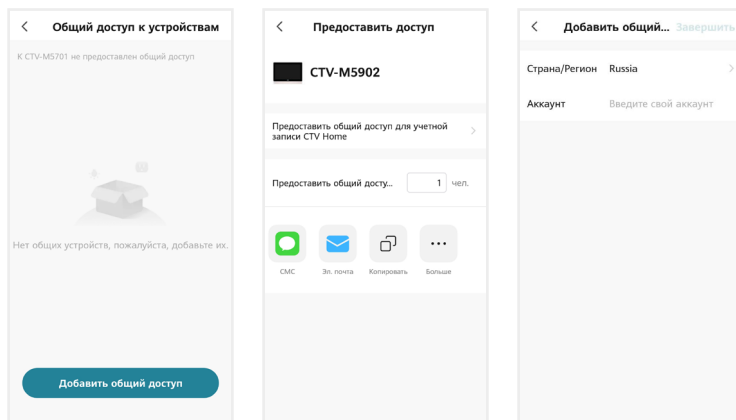 Общий доступ к устройствам
К CTV-M5701 не предоставлен общий доступ
Нет общих устройств, пожалуйста, добавьте их.
Добавить общий доступ
Предоставить доступ
CTV-M5902
Предоставить общий доступ для учетной
записи CTV Home
Предоставить общий досту... 1 чел.
СМС Эл. почта Копировать Больше
Добавить общий... Завершить
Страна/Регион Russia
Аккаунт Введите свой аккаунт